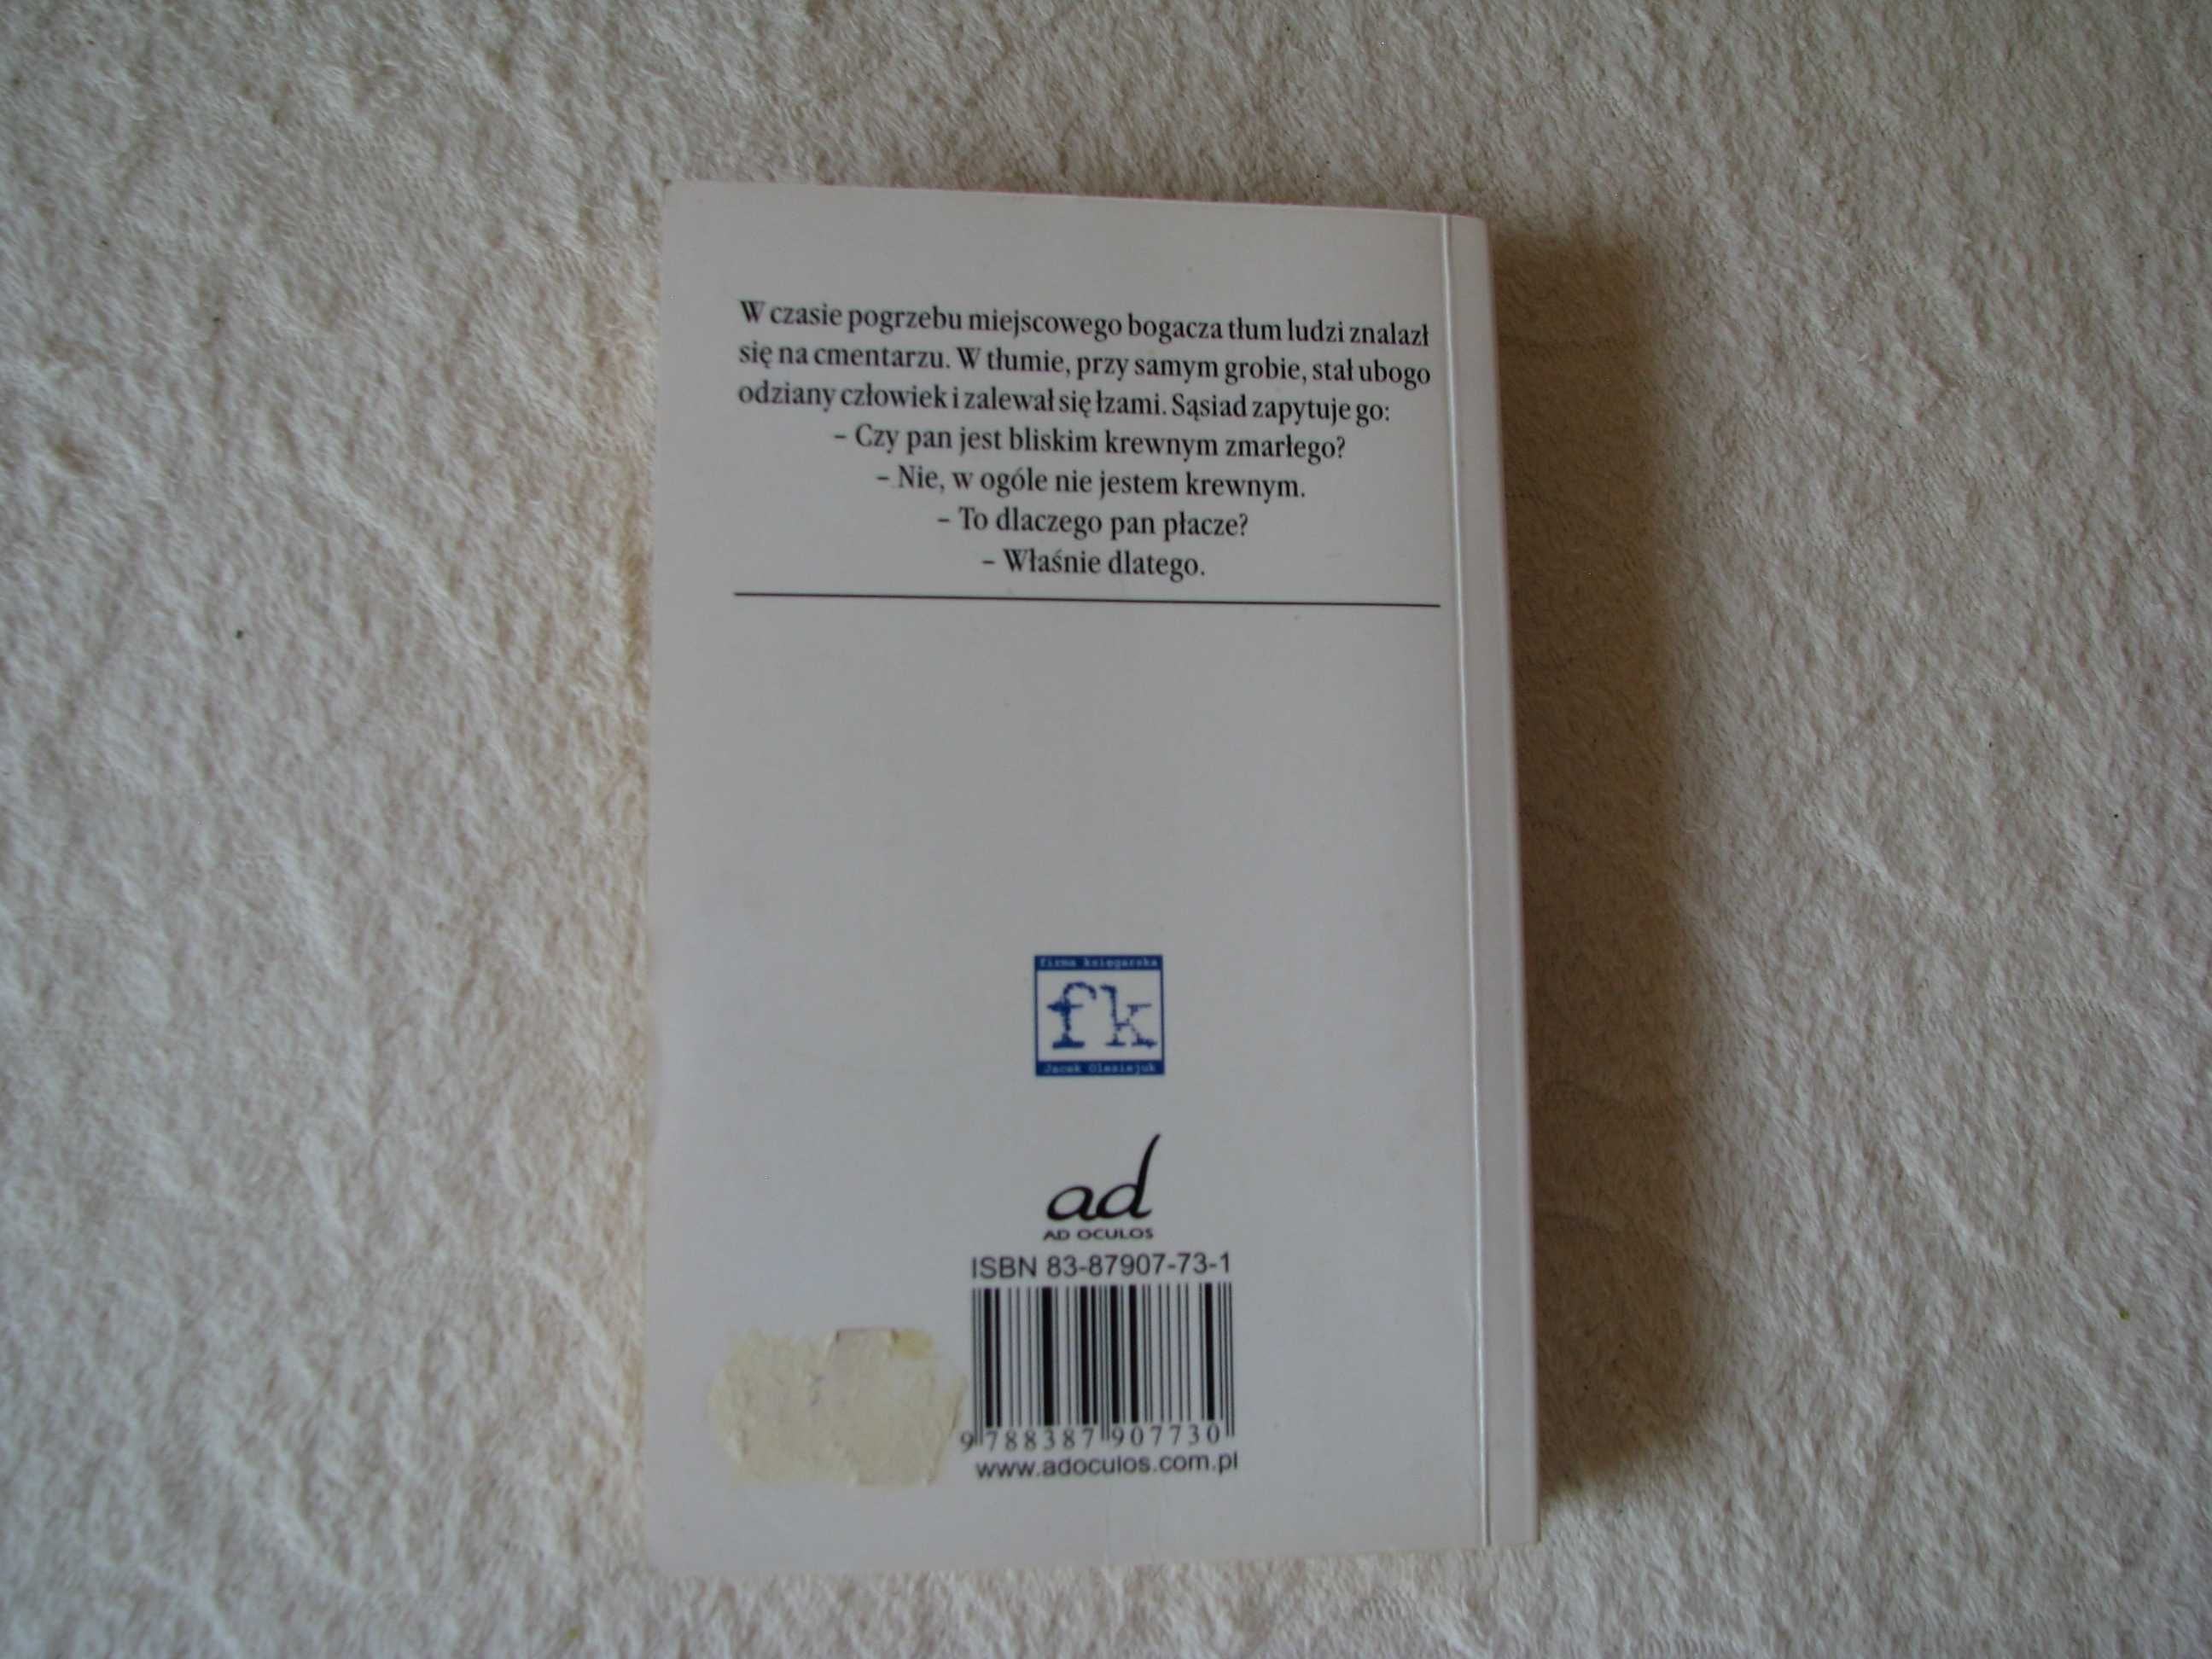 W czasie pogrzebu miejscowego bogacza tłum ludzi znalazł
się na cmentarzu. W tłumie, przy samym grobie, stał ubogo
odziany człowiek i zalewał się łzami. Sąsiad zapytuje go:
– Czy pan jest bliskim krewnym zmarłego?
– Nie, w ogóle nie jestem krewnym.
– To dlaczego pan płacze?
– Właśnie dlatego.
firma księgarska
fk
Jacek Olesiejuk
ad
AD OCULOS
ISBN 83-87907-73-1
9 788387 907730
www.adoculos.com.pl